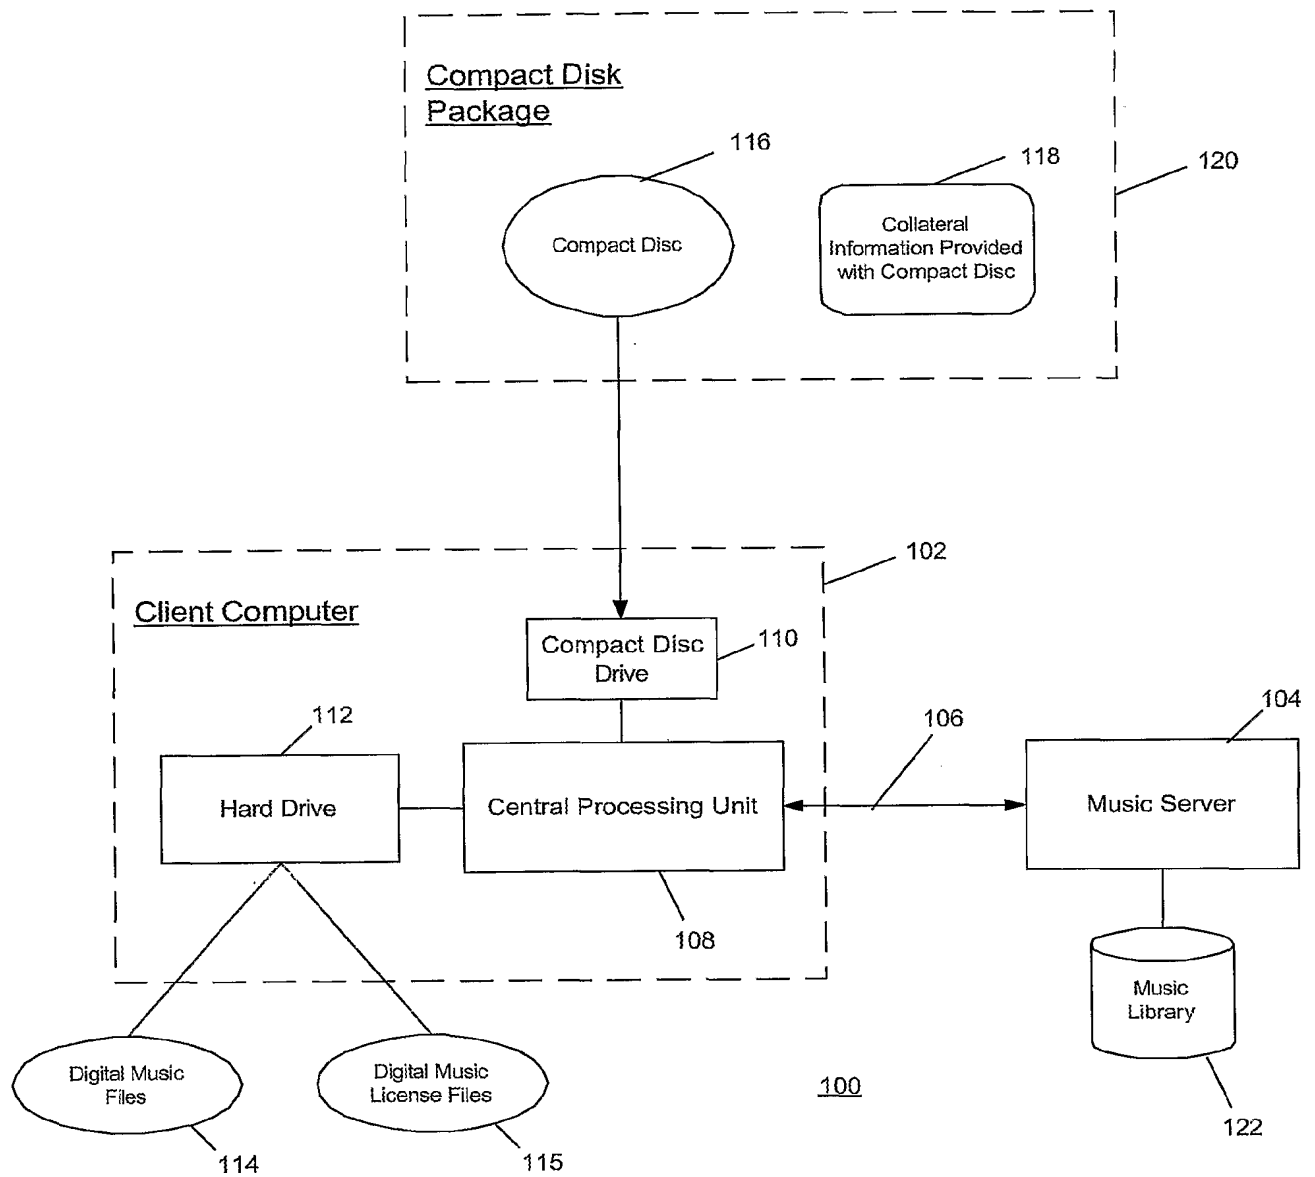 Compact Disk
Package
116
118
120
Compact Disc
Collateral
Information Provided
with Compact Disc
102
Client Computer
Compact Disc
Drive
110
112
106
104
Hard Drive
Central Processing Unit
Music Server
108
Music
Library
Digital Music
Files
Digital Music
License Files
100
122
114
115